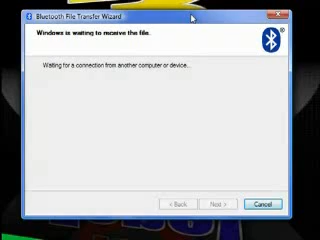 Bluetooth File Transfer Wizard
Windows is waiting to receive the file.
Waiting for a connection from another computer or device...
< Back
Next >
Cancel